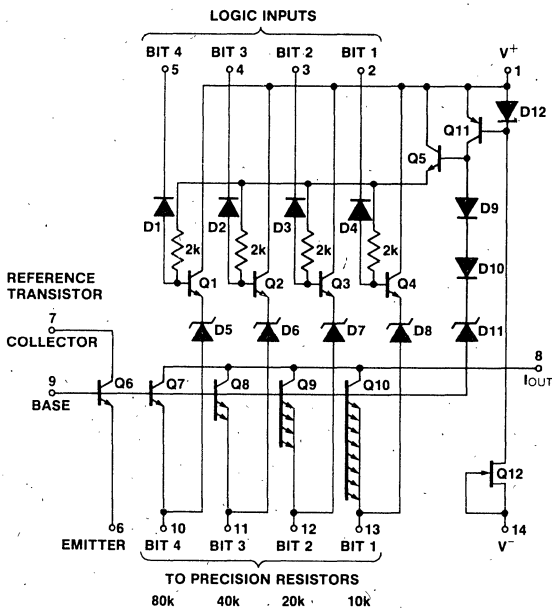 LOGIC INPUTS
BIT 4 BIT 3 BIT 2 BIT 1 V+
5 4 3 2 1
D12
Q11
Q5
D1 D2 D3 D4 D9
2k 2k 2k 2k
D10
Q1 Q2 Q3 Q4
REFERENCE
TRANSISTOR
7
COLLECTOR
D5 D6 D7 D8 D11
8
IOUT
9
BASE
Q6 Q7 Q8 Q9 Q10
Q12
6 10 11 12 13 14
EMITTER BIT 4 BIT 3 BIT 2 BIT 1 V−
TO PRECISION RESISTORS
80k 40k 20k 10k